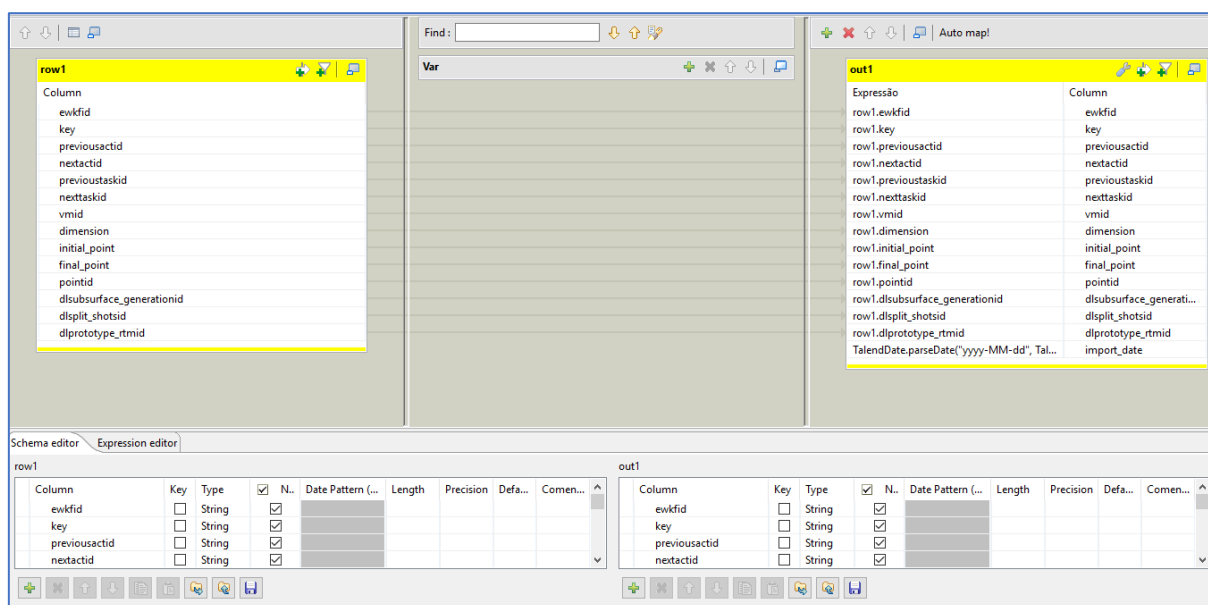 Find :
Auto map!
row1
Column
ewkfid
key
previousactid
nextactid
previoustaskid
nexttaskid
vmid
dimension
initial_point
final_point
pointid
dlsubsurface_generationid
dlsplit_shotsid
dlprototype_rtmid
Var
out1
Expressão Column
row1.ewkfid ewkfid
row1.key key
row1.previousactid previousactid
row1.nextactid nextactid
row1.previoustaskid previoustaskid
row1.nexttaskid nexttaskid
row1.vmid vmid
row1.dimension dimension
row1.initial_point initial_point
row1.final_point final_point
row1.pointid pointid
row1.dlsubsurface_generationid dlsubsurface_generati...
row1.dlsplit_shotsid dlsplit_shotsid
row1.dlprototype_rtmid dlprototype_rtmid
TalendDate.parseDate("yyyy-MM-dd", Tal... import_date
Schema editor Expression editor
row1
Column Key Type N.. Date Pattern (... Length Precision Defa... Comen...
ewkfid String
key String
previousactid String
nextactid String
out1
Column Key Type N.. Date Pattern (... Length Precision Defa... Comen...
ewkfid String
key String
previousactid String
nextactid String